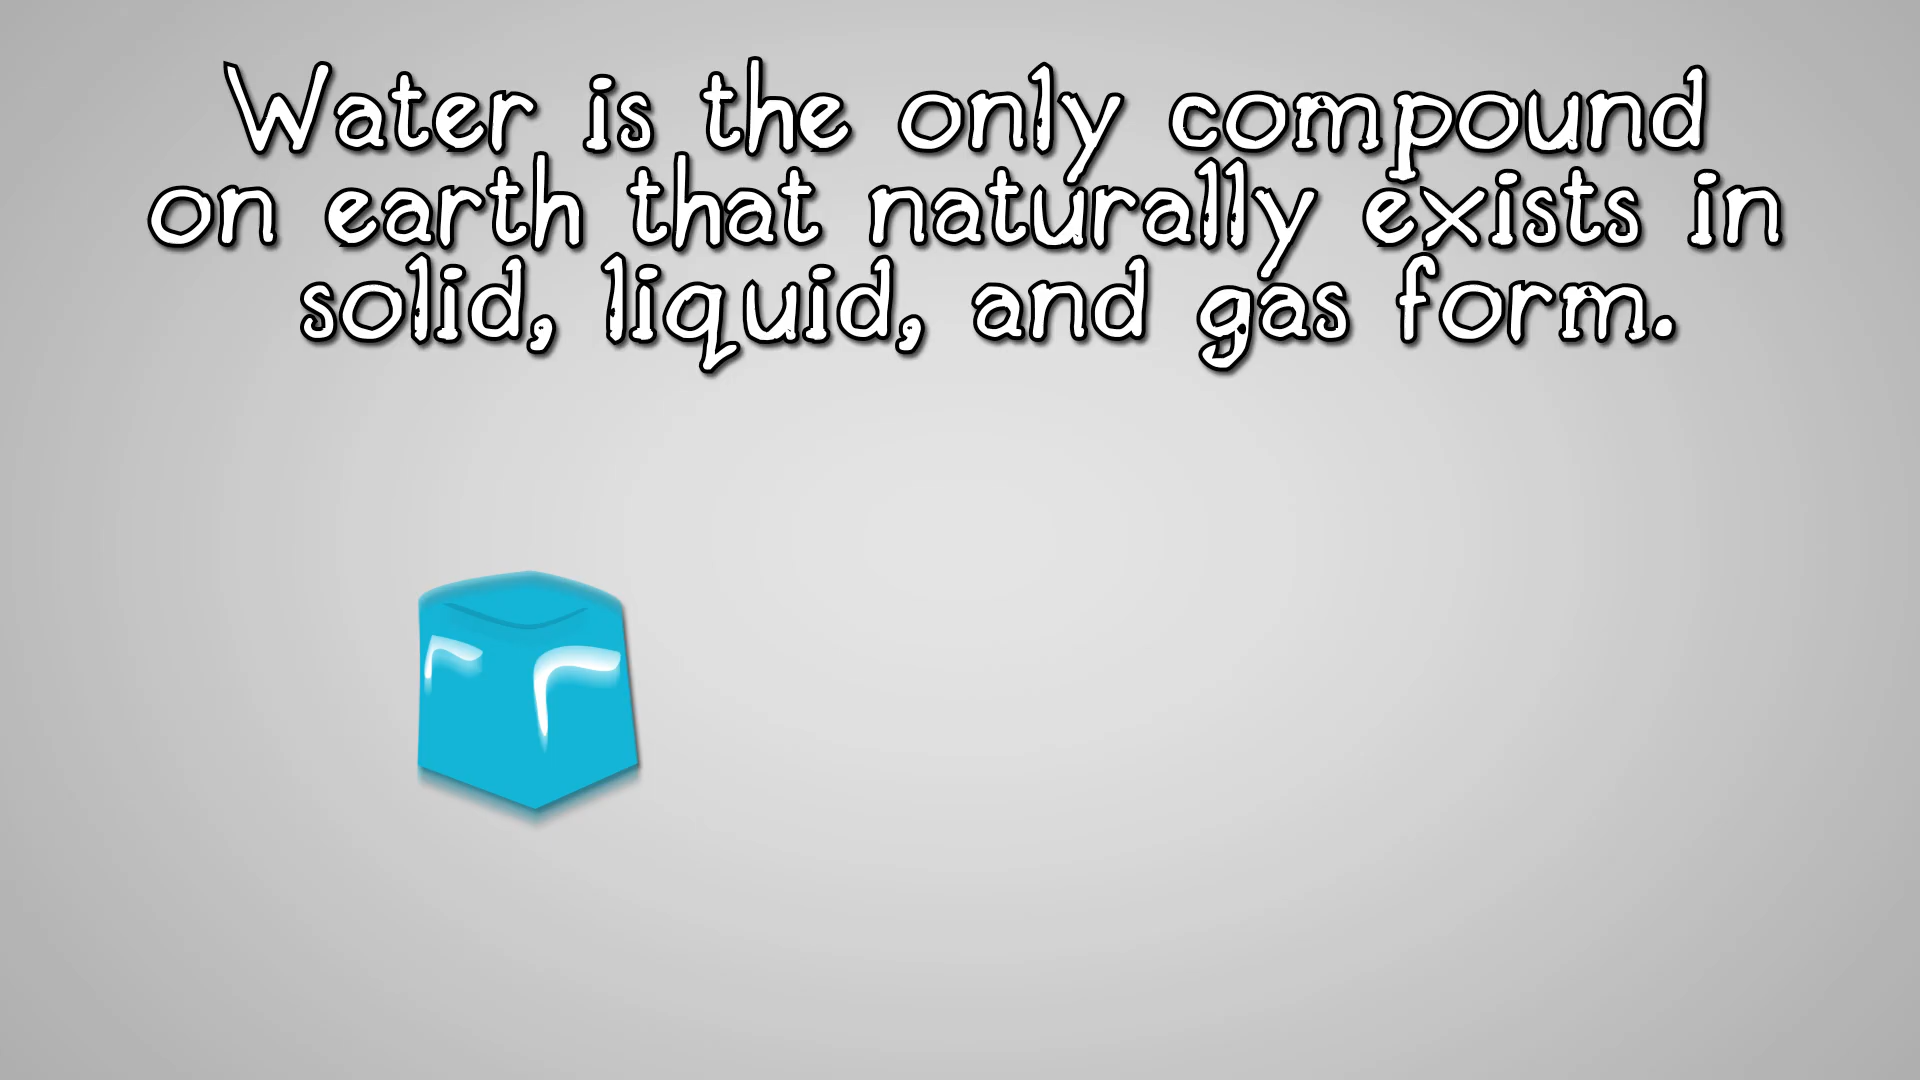 Water is the only compound
on earth that naturally exists in
solid, liquid, and gas form.